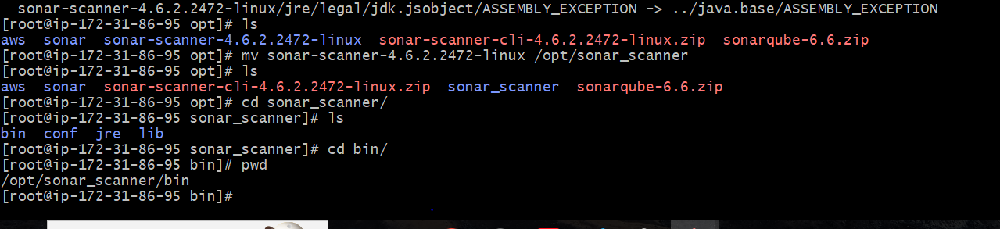 sonar-scanner-4.6.2.2472-linux/jre/legal/jdk.jsobject/ASSEMBLY_EXCEPTION -> ../java.base/ASSEMBLY_EXCEPTION
[root@ip-172-31-86-95 opt]# ls
aws sonar sonar-scanner-4.6.2.2472-linux sonar-scanner-cli-4.6.2.2472-linux.zip sonarqube-6.6.zip
[root@ip-172-31-86-95 opt]# mv sonar-scanner-4.6.2.2472-linux /opt/sonar_scanner
[root@ip-172-31-86-95 opt]# ls
aws sonar sonar-scanner-cli-4.6.2.2472-linux.zip sonar_scanner sonarqube-6.6.zip
[root@ip-172-31-86-95 opt]# cd sonar_scanner/
[root@ip-172-31-86-95 sonar_scanner]# ls
bin conf jre lib
[root@ip-172-31-86-95 sonar_scanner]# cd bin/
[root@ip-172-31-86-95 bin]# pwd
/opt/sonar_scanner/bin
[root@ip-172-31-86-95 bin]#